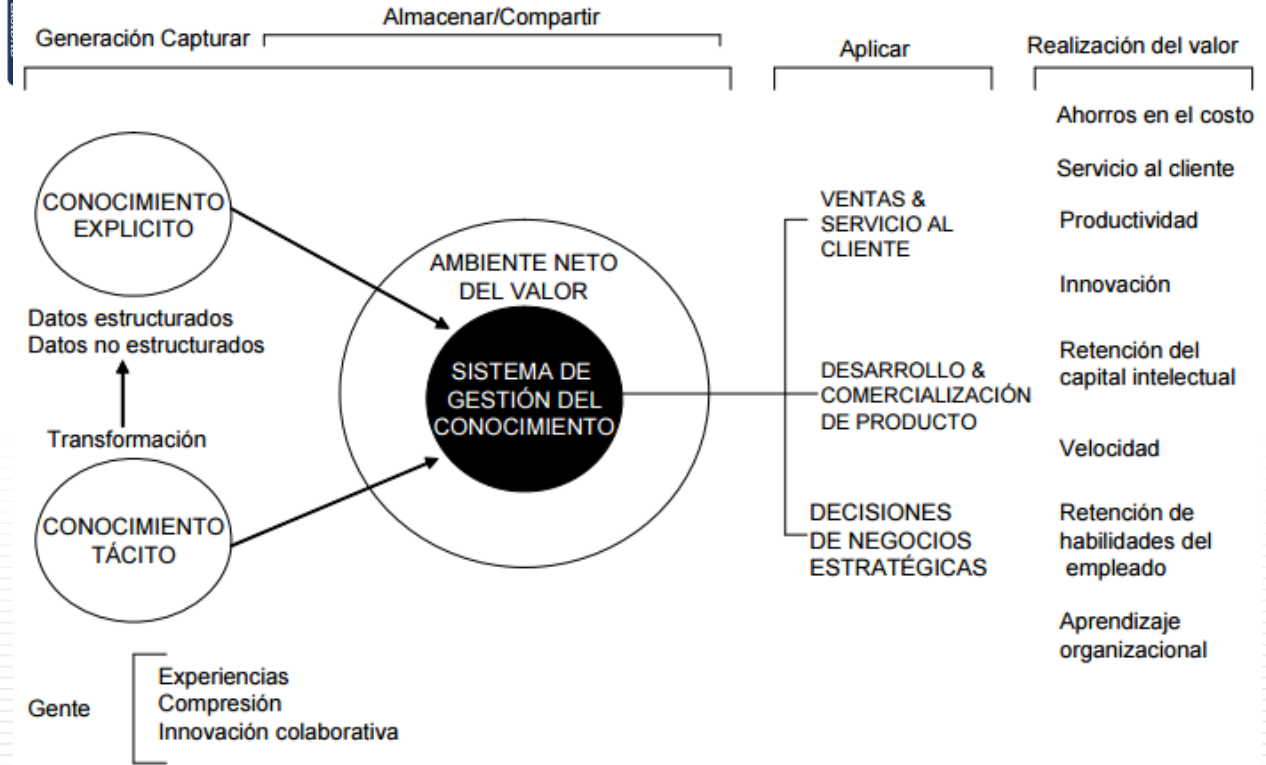 Almacenar/Compartir
Generación Capturar
Aplicar
Realización del valor
CONOCIMIENTO
EXPLICITO
Datos estructurados
Datos no estructurados
Transformación
CONOCIMIENTO
TÁCITO
Gente
Experiencias
Compresión
Innovación colaborativa
AMBIENTE NETO
DEL VALOR
SISTEMA DE
GESTIÓN DEL
CONOCIMIENTO
VENTAS &
SERVICIO AL
CLIENTE
DESARROLLO &
COMERCIALIZACIÓN
DE PRODUCTO
DECISIONES
DE NEGOCIOS
ESTRATÉGICAS
Ahorros en el costo
Servicio al cliente
Productividad
Innovación
Retención del
capital intelectual
Velocidad
Retención de
habilidades del
empleado
Aprendizaje
organizacional